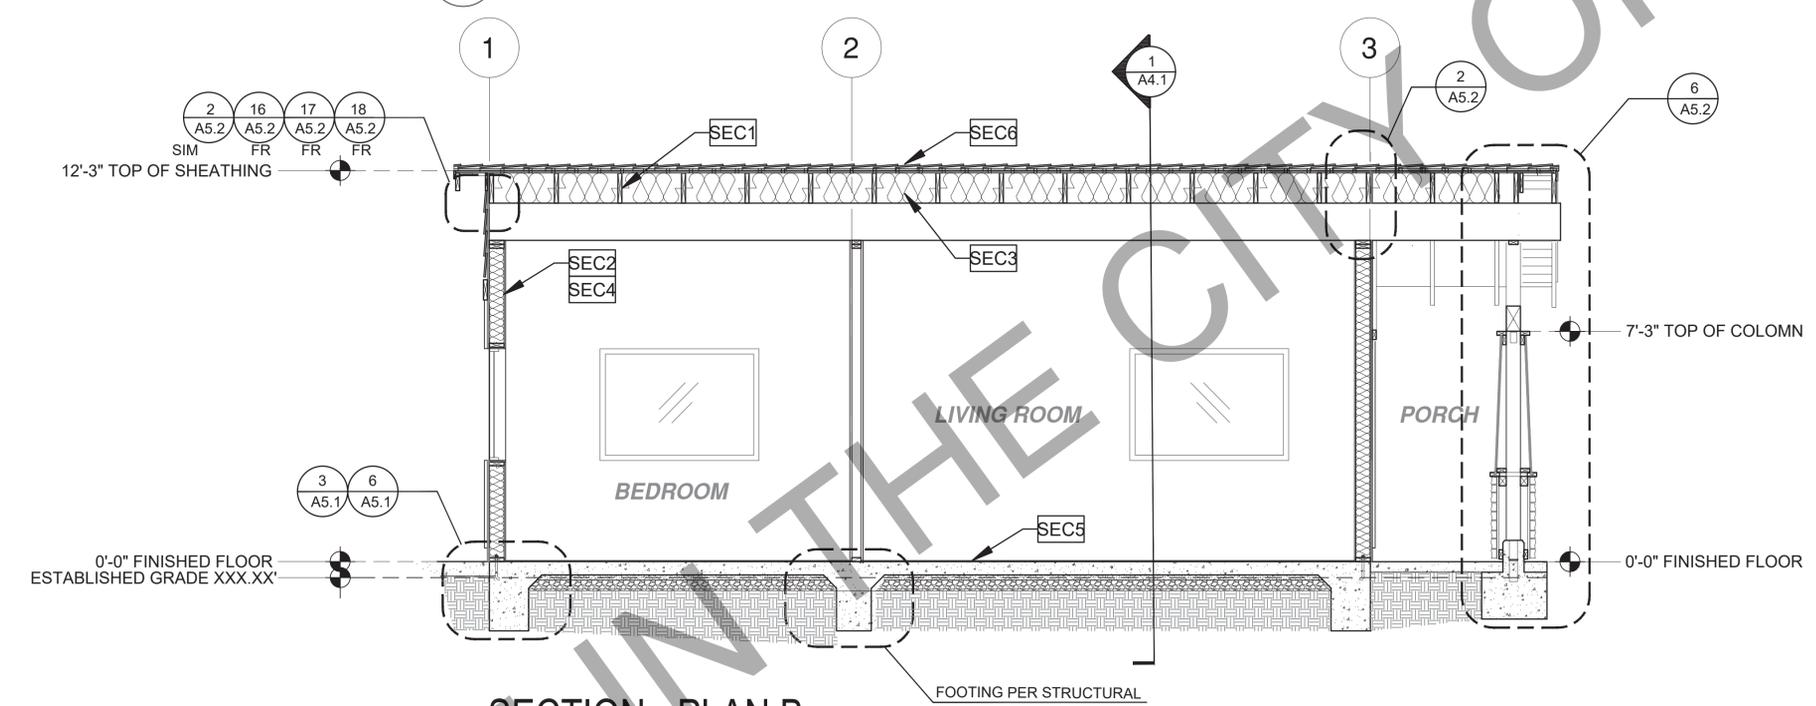 1
2
3
1
A4.1
2
A5.2
6
A5.2
2
A5.2
16
A5.2
17
A5.2
18
A5.2
SIM
FR
FR
FR
SEC1
SEC6
12'-3" TOP OF SHEATHING
SEC2
SEC4
SEC3
7'-3" TOP OF COLOMN
LIVING ROOM
PORCH
BEDROOM
3
A5.1
6
A5.1
SEC5
0'-0" FINISHED FLOOR
ESTABLISHED GRADE XXX.XX'
0'-0" FINISHED FLOOR
FOOTING PER STRUCTURAL
SECTION - PLAN B
IN THE CITY OF